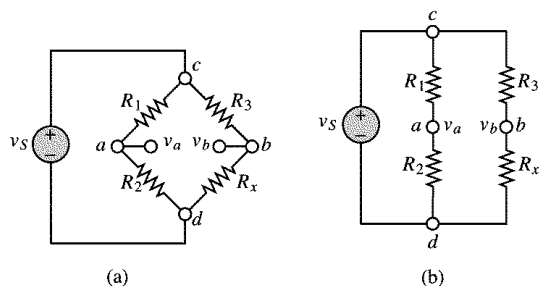 c
R1 R3
vS + − a va vb b
R2 Rx
d
(a)
c
R1 R3
vS + − a va vb b
R2 Rx
d
(b)